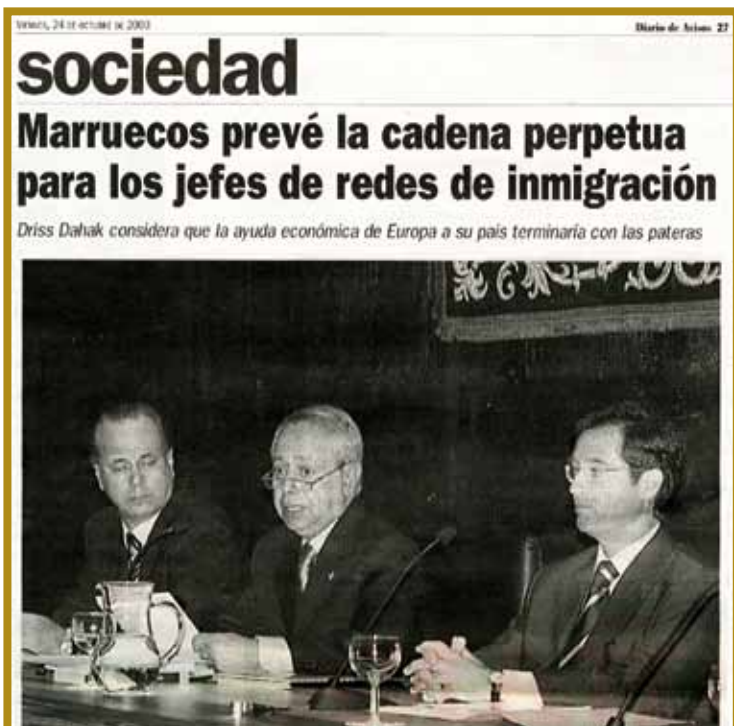 Viernes, 24 de octubre de 2003
Diario de Avisos 27
sociedad
Marruecos prevé la cadena perpetua
para los jefes de redes de inmigración
Driss Dahak considera que la ayuda económica de Europa a su país terminaría con las pateras